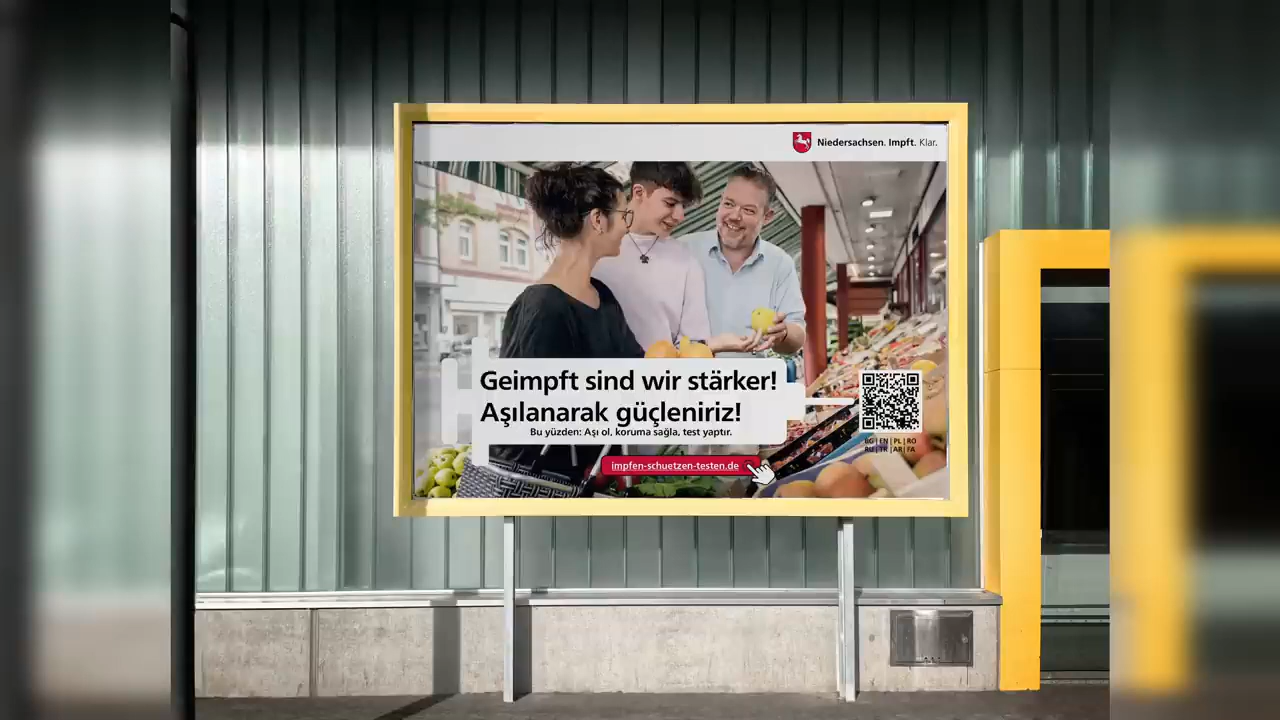 Niedersachsen. Impft. Klar.
Geimpft sind wir stärker!
Aşılanarak güçleniriz!
Bu yüzden: Aşı ol, koruma sağla, test yaptır.
impfen-schuetzen-testen.de
BG | EN | PL | RO
RU | TR | AR | FA